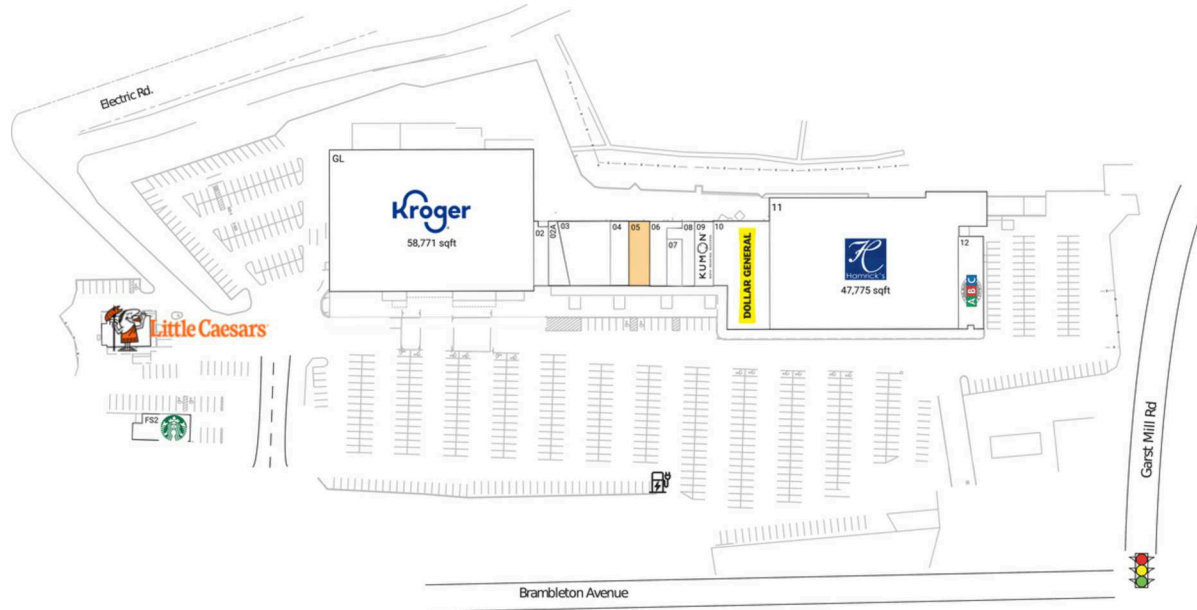 Electric Rd.
GL
Kroger
58,771 sqft
02
02A
03
04
05
06
07
08
09
KUMON
10
DOLLAR GENERAL
11
H
Hamrick's
47,775 sqft
12
ABC
Little Caesars
FS2
Garst Mill Rd
Brambleton Avenue